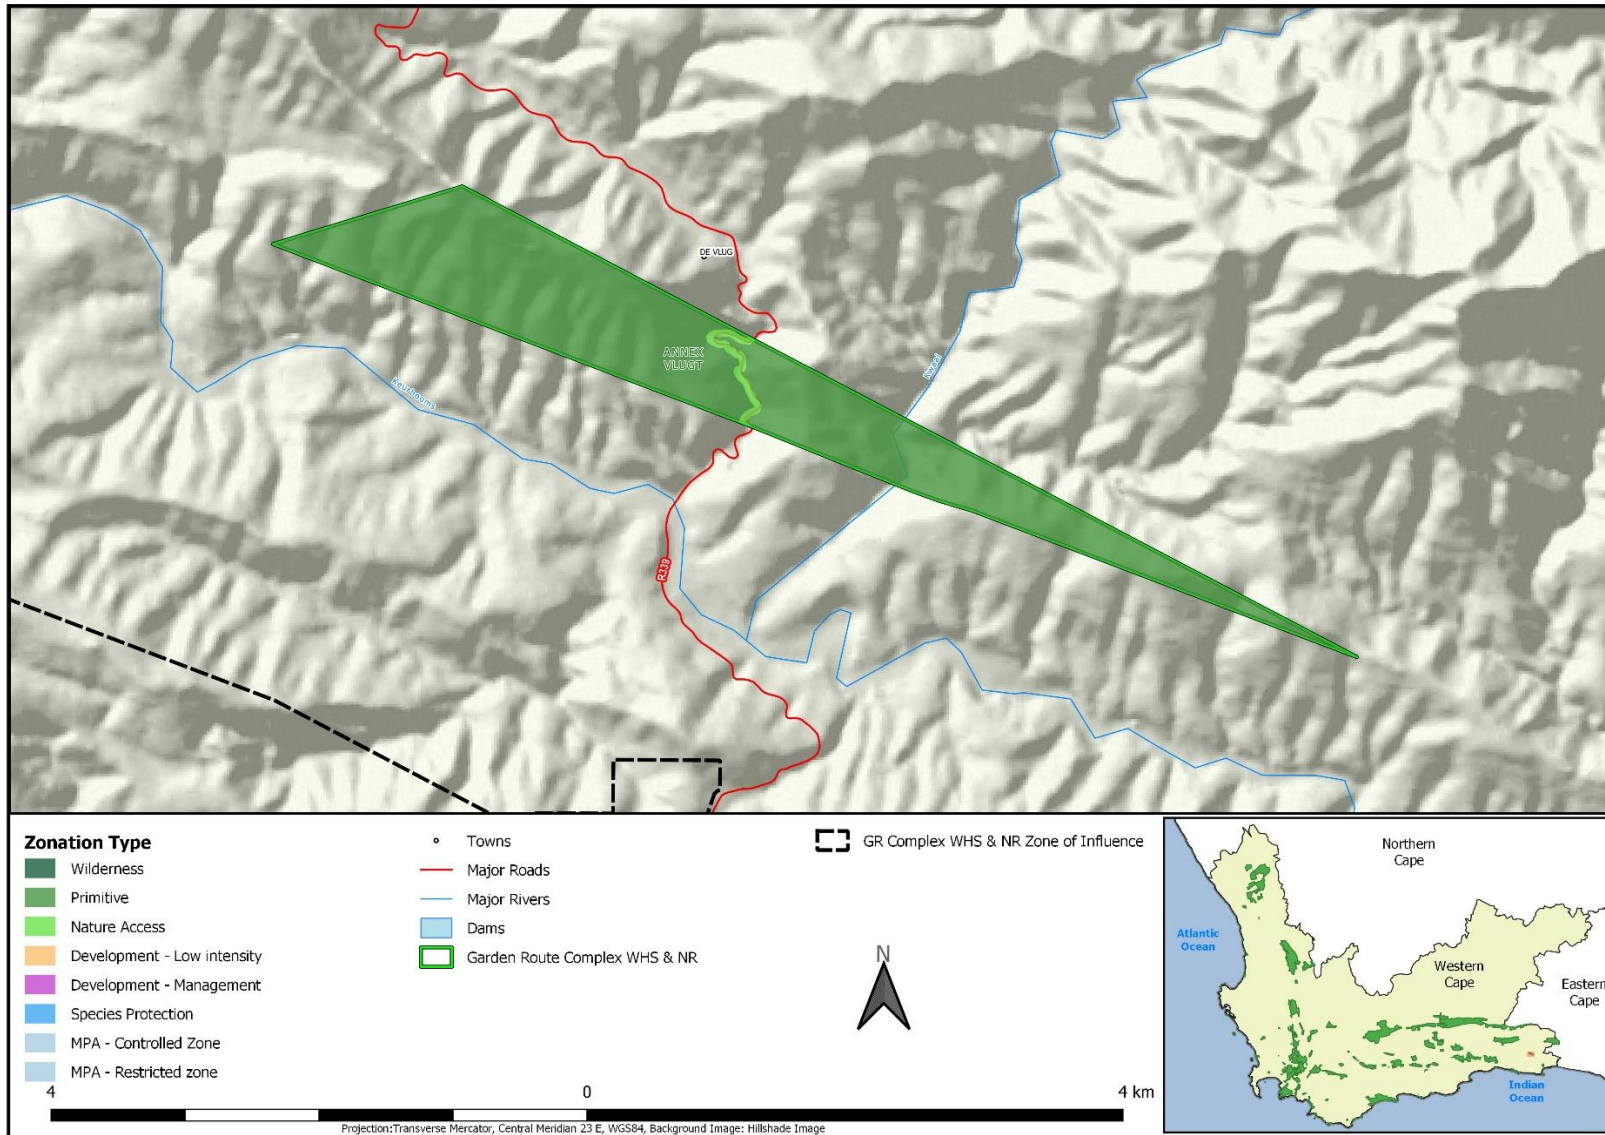 DE VLUG
ANNEX
VLUGT
Kwaai
Keurbooms
R339
Zonation Type
Wilderness
Primitive
Nature Access
Development - Low intensity
Development - Management
Species Protection
MPA - Controlled Zone
MPA - Restricted zone
Towns
Major Roads
Major Rivers
Dams
Garden Route Complex WHS & NR
GR Complex WHS & NR Zone of Influence
N
4
0
4 km
Projection:Transverse Mercator, Central Meridian 23 E, WGS84, Background Image: Hillshade Image
Northern
Cape
Atlantic
Ocean
Western
Cape
Eastern
Cape
Indian
Ocean